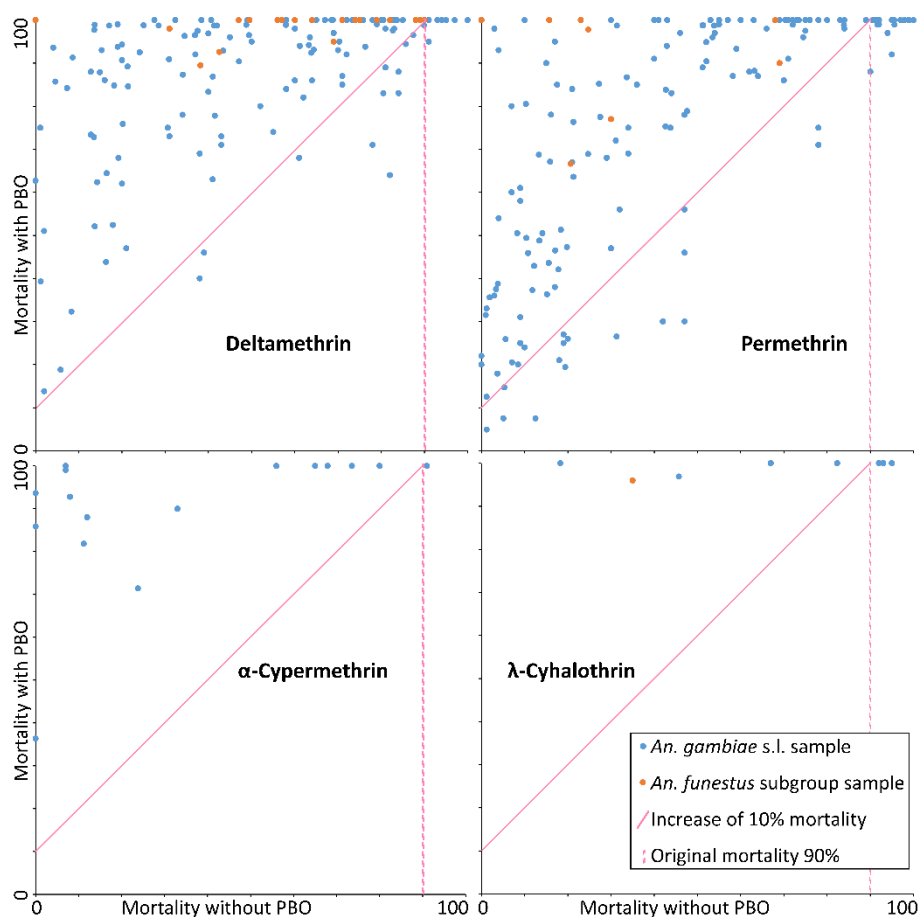 100
Mortality with PBO
0
Deltamethrin
Permethrin
100
Mortality with PBO
0
α-Cypermethrin
λ-Cyhalothrin
An. gambiae s.l. sample
An. funestus subgroup sample
Increase of 10% mortality
Original mortality 90%
0 Mortality without PBO 100
0 Mortality without PBO 100